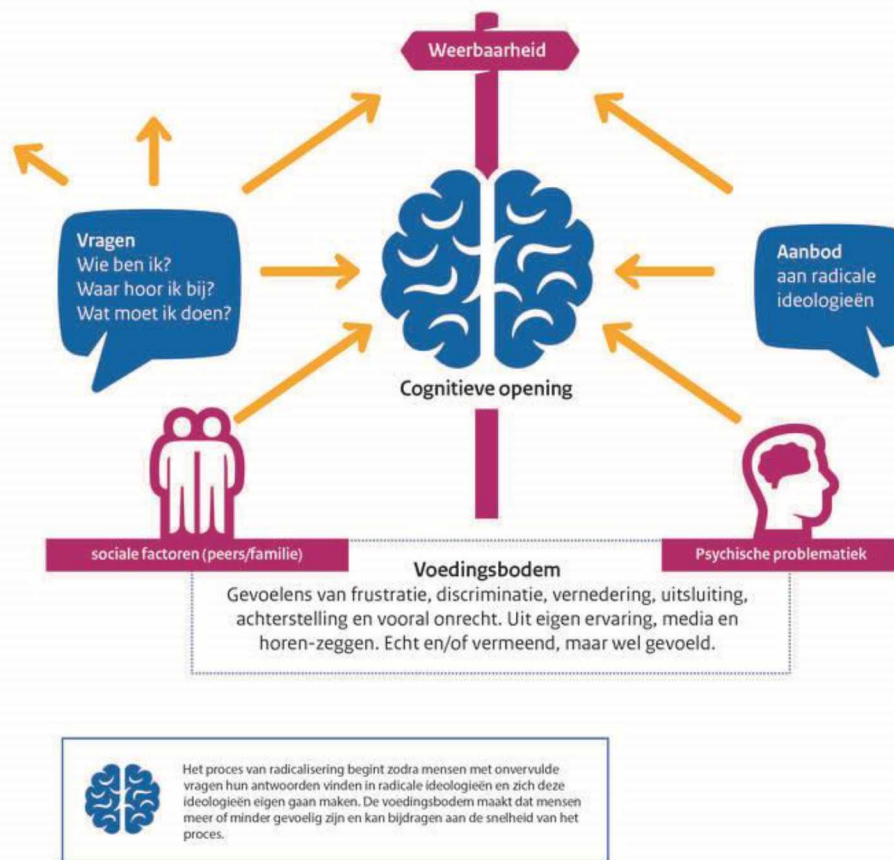 Weerbaarheid
Vragen
Wie ben ik?
Waar hoor ik bij?
Wat moet ik doen?
Aanbod
aan radicale
ideologieën
Cognitieve opening
sociale factoren (peers/familie)
Psychische problematiek
Voedingsbodem
Gevoelens van frustratie, discriminatie, vernedering, uitsluiting,
achterstelling en vooral onrecht. Uit eigen ervaring, media en
horen-zeggen. Echt en/of vermeend, maar wel gevoeld.
Het proces van radicalisering begint zodra mensen met onvervulde
vragen hun antwoorden vinden in radicale ideologieën en zich deze
ideologieën eigen gaan maken. De voedingsbodem maakt dat mensen
meer of minder gevoelig zijn en kan bijdragen aan de snelheid van het
proces.